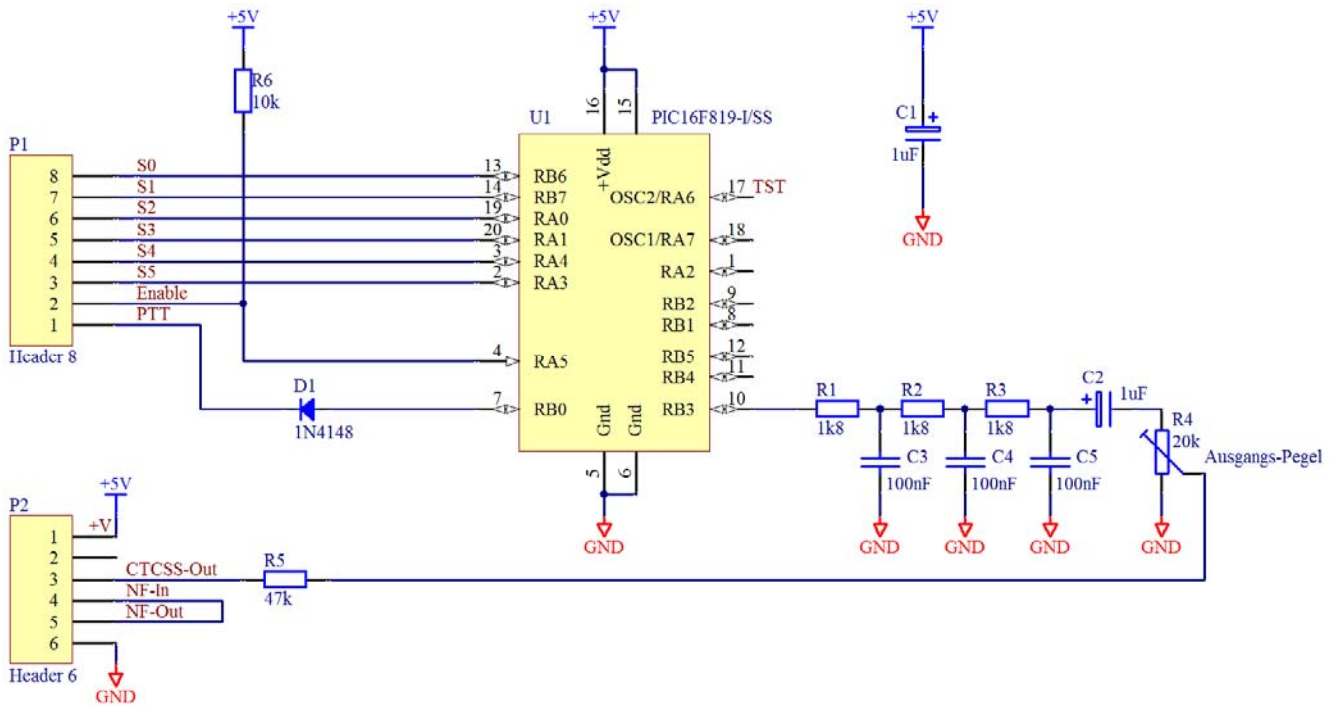 +5V
+5V
+5V
R6
10k
U1
PIC16F819-I/SS
16
15
+Vdd
C1
+
1uF
GND
P1
8
S0
13
RB6
7
S1
14
RB7
6
S2
19
RA0
5
S3
20
RA1
4
S4
3
RA4
3
S5
2
RA3
2
Enable
1
PTT
Header 8
4
RA5
D1
1N4148
7
RB0
OSC2/RA6
17
TST
OSC1/RA7
18
RA2
1
RB2
9
RB1
8
RB5
12
RB4
11
RB3
10
Gnd
Gnd
5
6
GND
R1
1k8
R2
1k8
R3
1k8
C2
+
1uF
C3
100nF
C4
100nF
C5
100nF
R4
20k
Ausgangs-Pegel
GND
GND
GND
GND
P2
+5V
1
+V
2
3
CTCSS-Out
R5
47k
4
NF-In
5
NF-Out
6
Header 6
GND